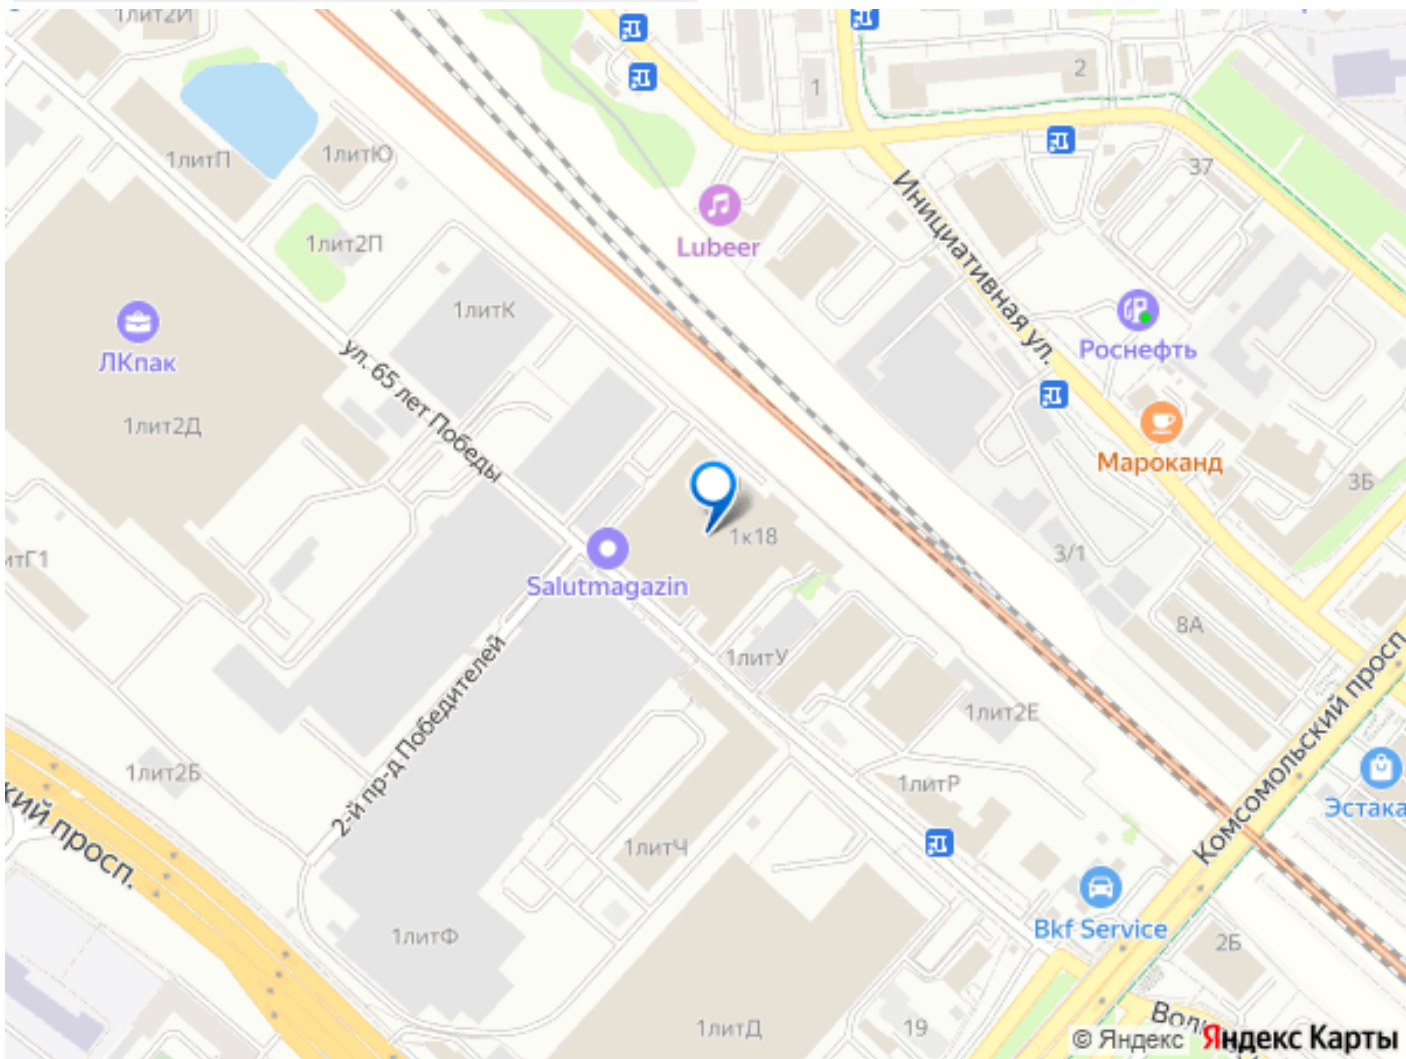 1лит2И
2
1
1литП
1литЮ
37
Инициативная ул.
Lubeer
1лит2П
1литК
ЛКпак
Роснефть
ул. 65 лет Победы
1лит2Д
Мароканд
3Б
1к18
3/1
итГ1
Salutmagazin
8А
1литУ
2-й пр-д Победителей
1лит2Е
Комсомольский просп.
1лит2Б
1литР
кий просп.
Эстака
1литЧ
Bkf Service
1литФ
2Б
1литД
19
© Яндекс Яндекс Карты